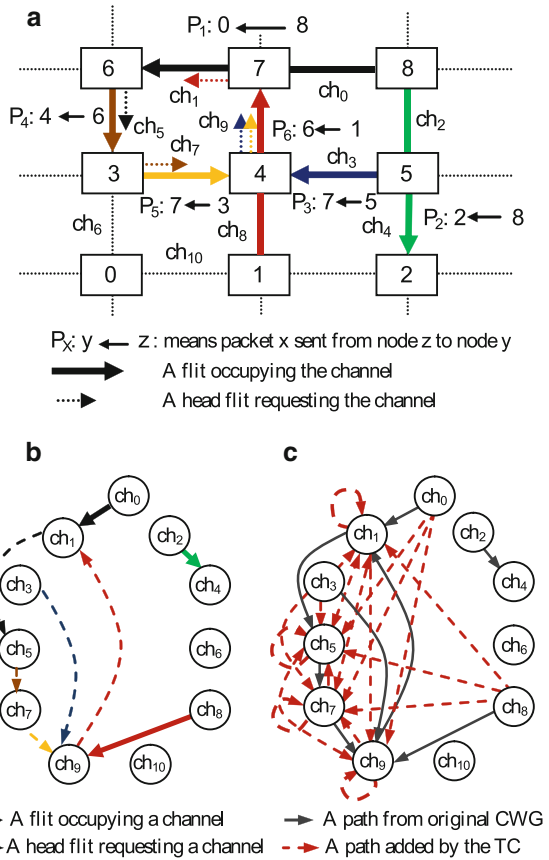 a
P1: 0 ← 8
6
7
8
ch1
ch0
P4: 4 ← 6
ch5
ch9
P6: 6 ← 1
ch2
ch7
ch3
3
4
5
P5: 7 ← 3
P3: 7 ← 5
ch6
ch8
ch4
P2: 2 ← 8
ch10
0
1
2
PX: y ← z : means packet x sent from node z to node y
A flit occupying the channel
A head flit requesting the channel
b
ch0
ch1
ch2
ch3
ch4
ch5
ch6
ch7
ch8
ch9
ch10
A flit occupying a channel
A head flit requesting a channel
c
ch0
ch1
ch2
ch3
ch4
ch5
ch6
ch7
ch8
ch9
ch10
A path from original CWG
A path added by the TC